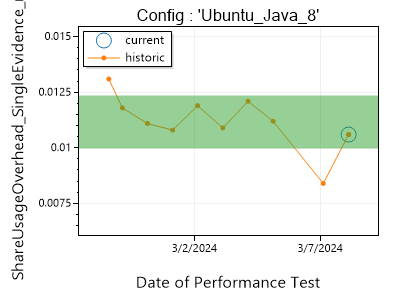 Config : 'Ubuntu_Java_8'
ShareUsageOverhead_SingleEvidence_
current
historic
0.015
0.0125
0.01
0.0075
3/2/2024
3/7/2024
Date of Performance Test